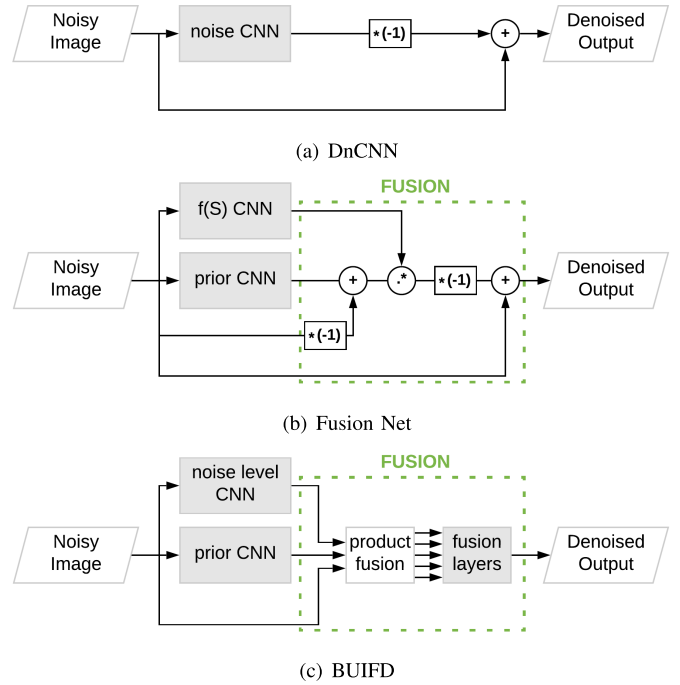 Noisy
Image
noise CNN
*(-1)
+
Denoised
Output
(a) DnCNN
FUSION
f(S) CNN
Noisy
Image
prior CNN
+
.*
*(-1)
+
Denoised
Output
*(-1)
(b) Fusion Net
FUSION
noise level
CNN
Noisy
Image
prior CNN
product
fusion
fusion
layers
Denoised
Output
(c) BUIFD